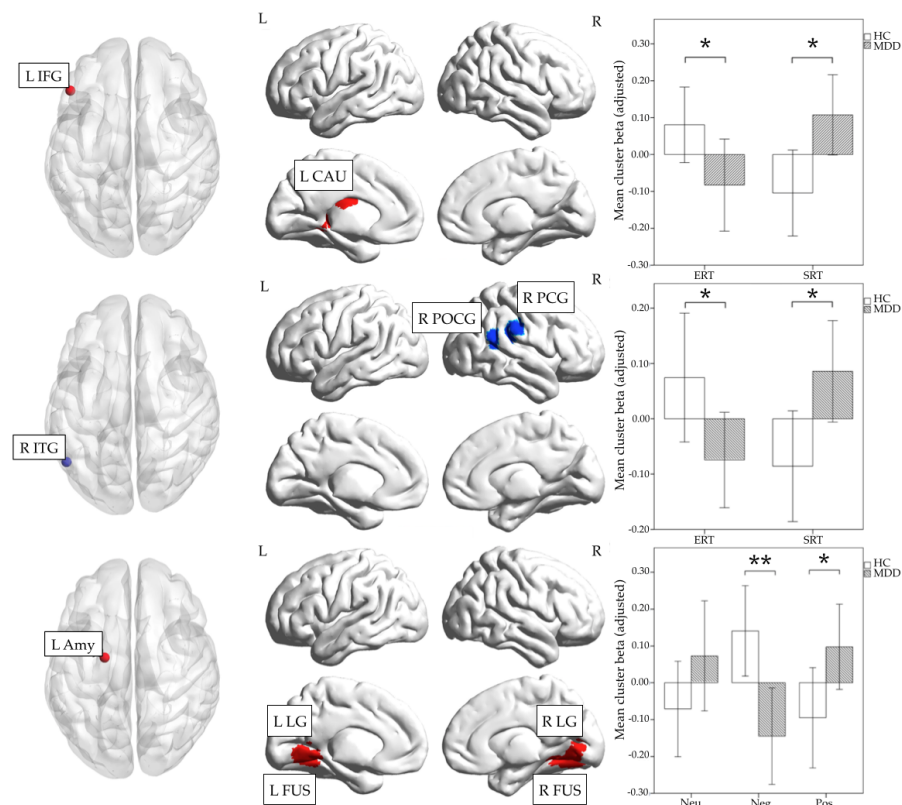 L
R
L IFG
L CAU
Mean cluster beta (adjusted)
0.30
0.20
0.10
0.00
-0.10
-0.20
-0.30
*
*
ERT
SRT
HC
MDD
L
R
R ITG
R POCG
R PCG
Mean cluster beta (adjusted)
0.20
0.10
0.00
-0.10
-0.20
*
*
ERT
SRT
HC
MDD
L
R
L Amy
L LG
L FUS
R LG
R FUS
Mean cluster beta (adjusted)
0.30
0.20
0.10
0.00
-0.10
-0.20
-0.30
**
*
Neu
Neg
Pos
HC
MDD